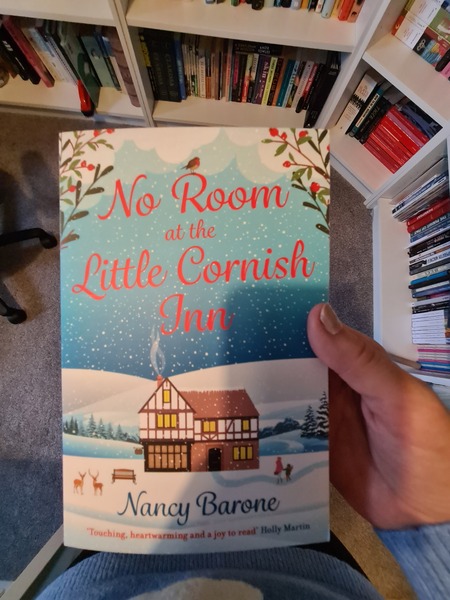 No Room
at the
Little Cornish
Inn
Nancy Barone
'Touching, heartwarming and a joy to read' Holly Martin